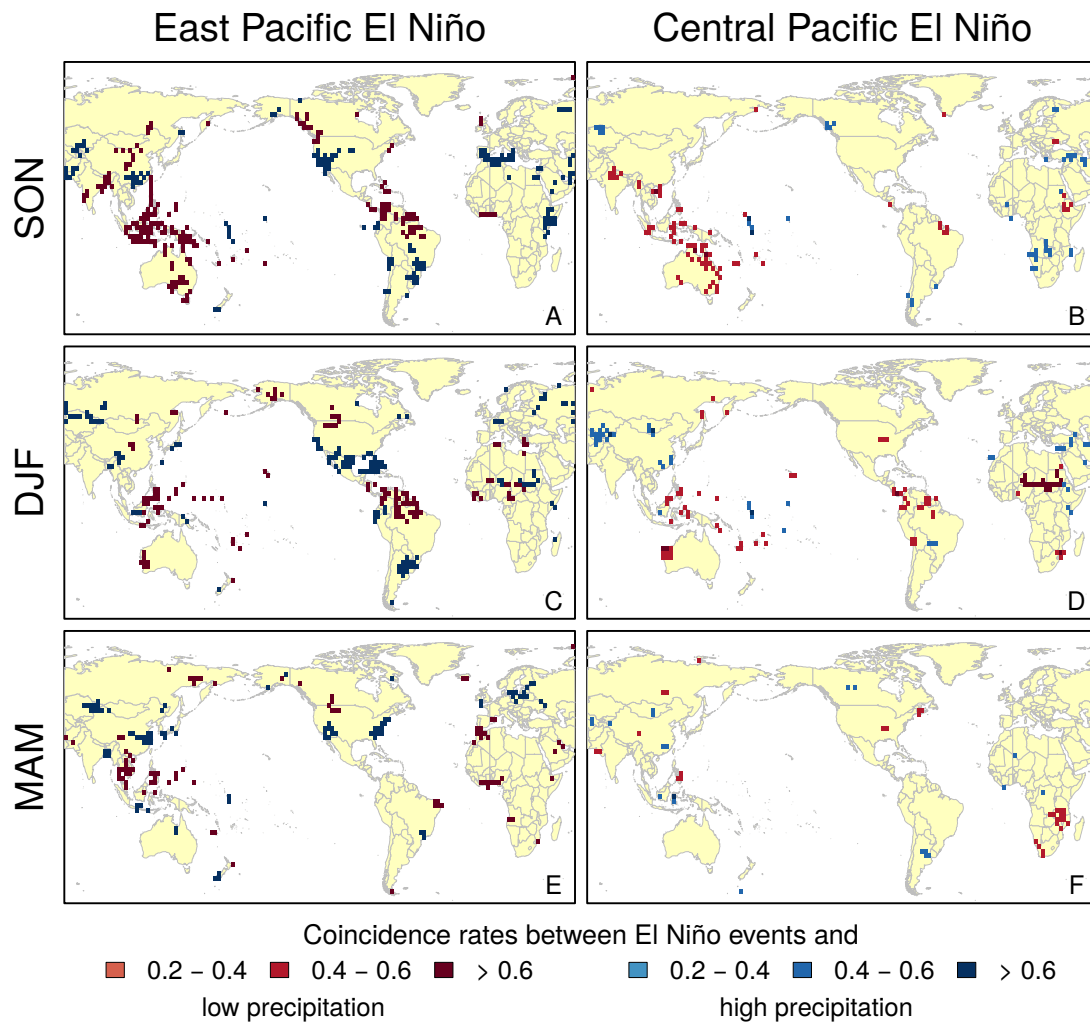 East Pacific El Niño
Central Pacific El Niño
SON
A
B
DJF
C
D
MAM
E
F
Coincidence rates between El Niño events and
0.2 − 0.4
0.4 − 0.6
> 0.6
0.2 − 0.4
0.4 − 0.6
> 0.6
low precipitation
high precipitation